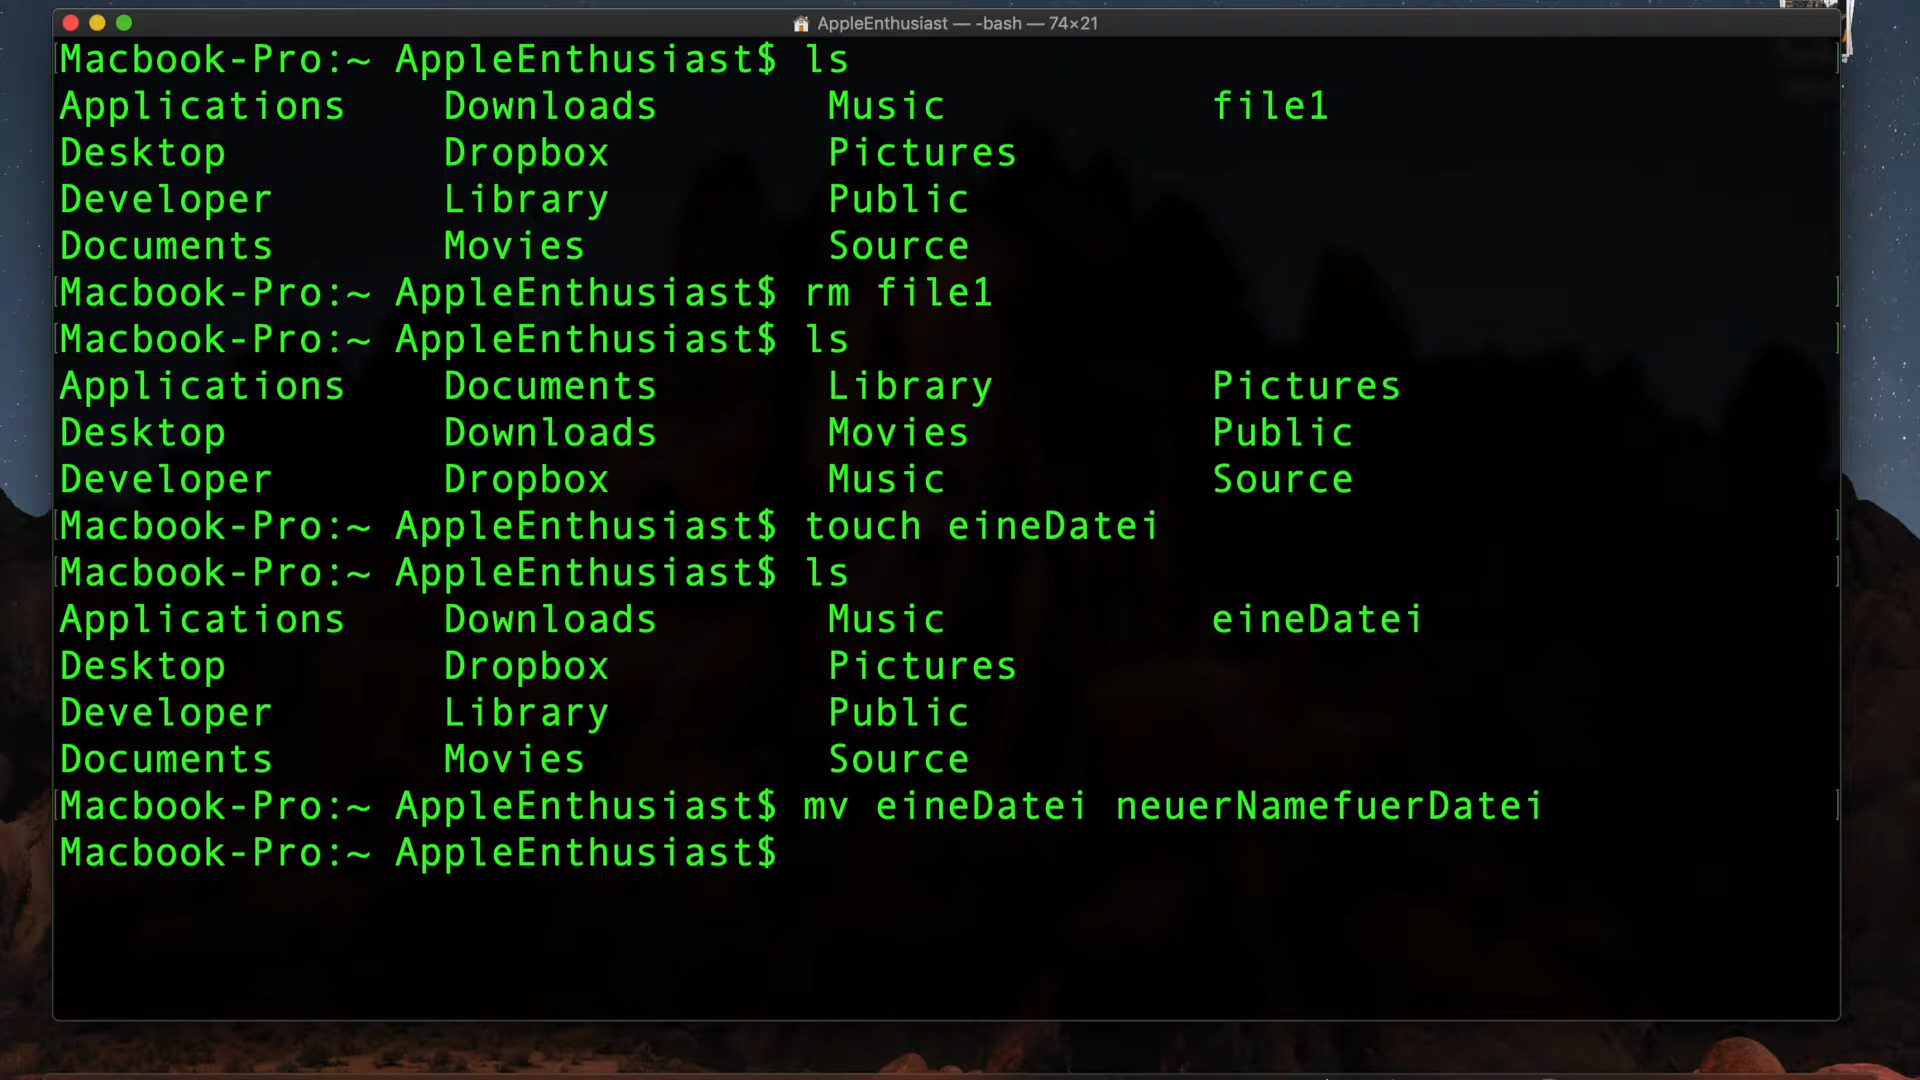 AppleEnthusiast — -bash — 74×21
Macbook-Pro:~ AppleEnthusiast$ ls
Applications Downloads Music file1
Desktop Dropbox Pictures
Developer Library Public
Documents Movies Source
Macbook-Pro:~ AppleEnthusiast$ rm file1
Macbook-Pro:~ AppleEnthusiast$ ls
Applications Documents Library Pictures
Desktop Downloads Movies Public
Developer Dropbox Music Source
Macbook-Pro:~ AppleEnthusiast$ touch eineDatei
Macbook-Pro:~ AppleEnthusiast$ ls
Applications Downloads Music eineDatei
Desktop Dropbox Pictures
Developer Library Public
Documents Movies Source
Macbook-Pro:~ AppleEnthusiast$ mv eineDatei neuerNamefuerDatei
Macbook-Pro:~ AppleEnthusiast$